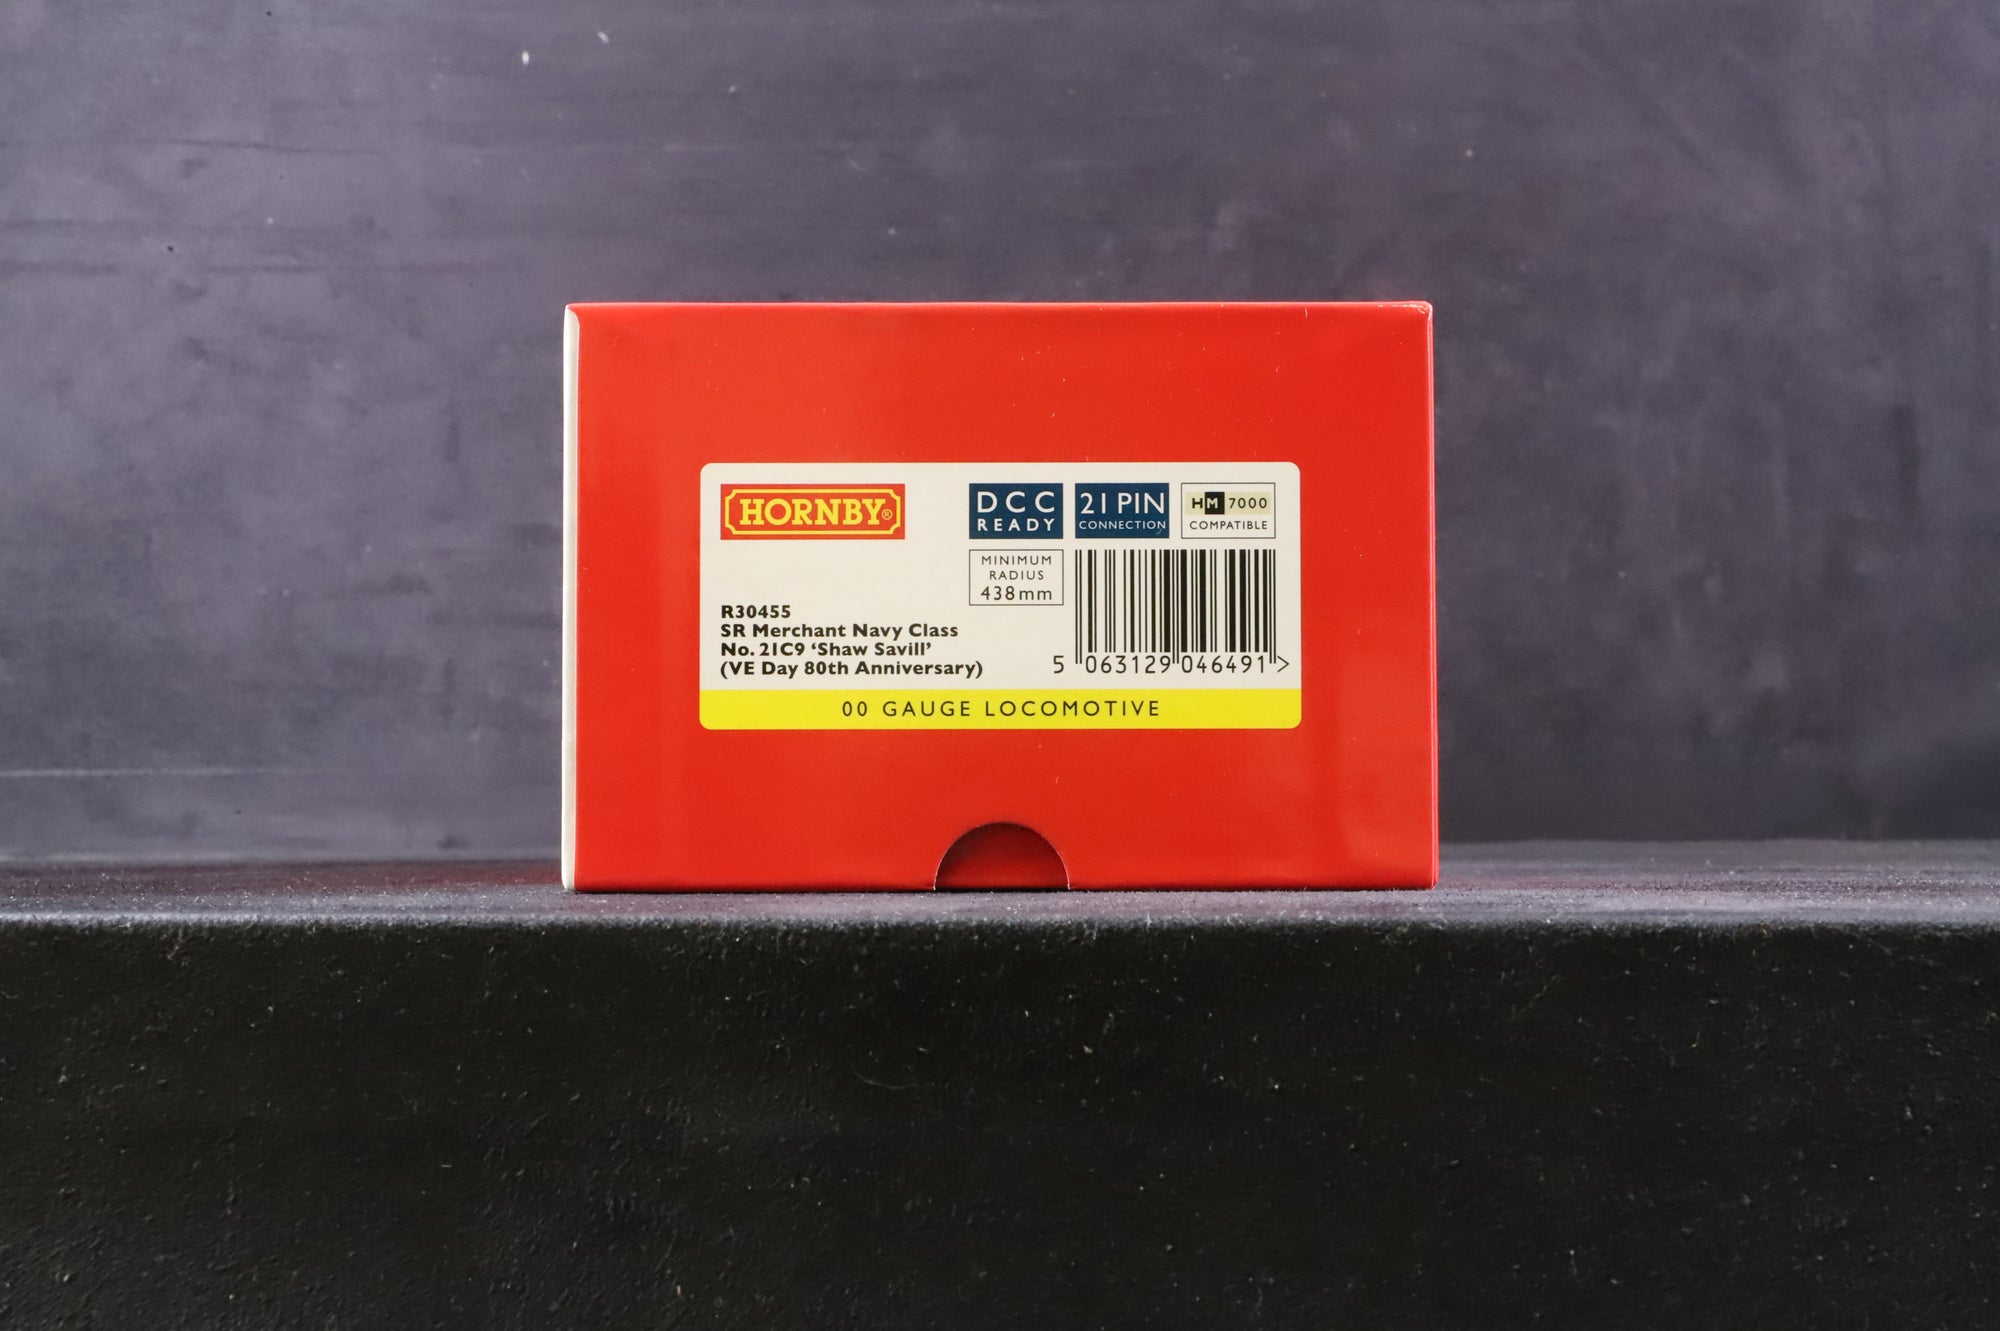 HORNBY®
DCC
READY
21 PIN
CONNECTION
HM 7000
COMPATIBLE
MINIMUM
RADIUS
438mm
R30455
SR Merchant Navy Class
No. 21C9 ‘Shaw Savill’
(VE Day 80th Anniversary)
5 063129 046491 >
00 GAUGE LOCOMOTIVE